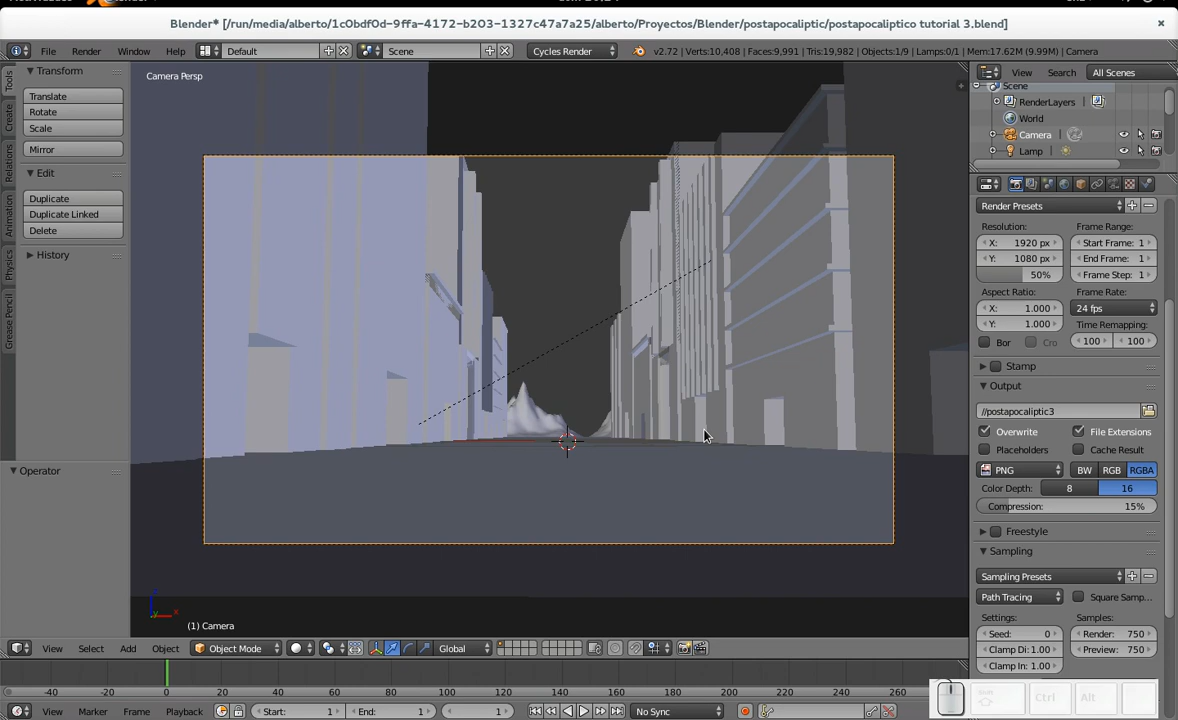 Blender* [/run/media/alberto/1c0bdf0d-9ffa-4172-b203-1327c47a7a25/alberto/Proyectos/Blender/postapocaliptic/postapocaliptico tutorial 3.blend]
File Render Window Help Default Scene Cycles Render v2.72 | Verts:10,408 | Faces:9,991 | Tris:19,982 | Objects:1/9 | Lamps:0/1 | Mem:17.62M (9.99M) | Camera
Tools
Create
Relations
Animation
Physics
Grease Pencil
Transform
Translate
Rotate
Scale
Mirror
Edit
Duplicate
Duplicate Linked
Delete
History
Operator
Camera Persp
(1) Camera
View Select Add Object Object Mode Global
View Search All Scenes
Scene
RenderLayers
World
Camera
Lamp
Render Presets
Resolution: Frame Range:
X: 1920 px Start Frame: 1
Y: 1080 px End Frame: 1
50% Frame Step: 1
Aspect Ratio: Frame Rate:
X: 1.000 24 fps
Y: 1.000 Time Remapping:
Bor Cro 100 100
Stamp
Output
//postapocaliptic3
Overwrite File Extensions
Placeholders Cache Result
PNG BW RGB RGBA
Color Depth: 8 16
Compression: 15%
Freestyle
Sampling
Sampling Presets
Path Tracing Square Samp...
Settings: Samples:
Seed: 0 Render: 750
Clamp Di: 1.00 Preview: 750
Clamp In: 1.00
-40 -20 0 20 40 60 80 100 120 140 160 180 200 220 240 260
View Marker Frame Playback Start: 1 End: 1 1 No Sync
Ctrl Alt